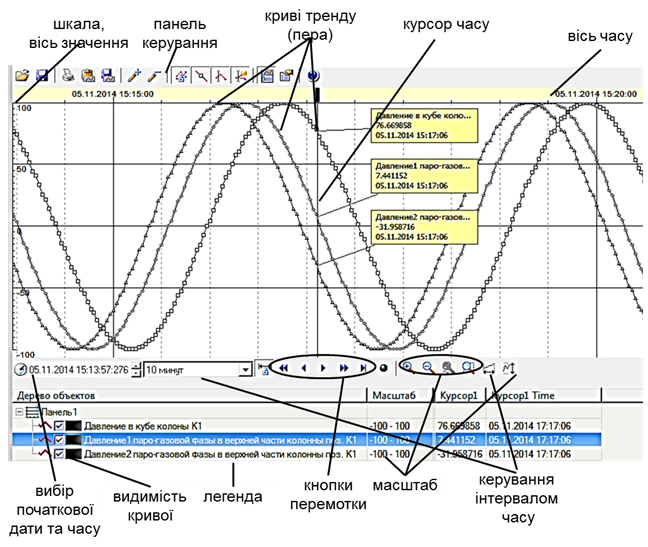 шкала,
вісь значення
панель
керування
криві тренду
(пера)
курсор часу
вісь часу
05.11.2014 15:15:00
05.11.2014 15:20:00
100
50
0
-50
-100
Давление в кубе коло...
76.669858
05.11.2014 15:17:06
Давление1 паро-газов...
7.441152
05.11.2014 15:17:06
Давление2 паро-газов...
-31.958716
05.11.2014 15:17:06
05.11.2014 15:13:57:276
10 минут
Дерево объектов
Масштаб
Курсор1
Курсор1 Time
Панель1
Давление в кубе колоны К1
-100 - 100
76.669858
05.11.2014 17:17:06
Давление1 паро-газовой фазы в верхней части колонны поз. К1
-100 - 100
7.441152
05.11.2014 17:17:06
Давление2 паро-газовой фазы в верхней части колонны поз. К1
-100 - 100
-31.958716
05.11.2014 17:17:06
вибір
початкової
дати та часу
видимість
кривої
легенда
кнопки
перемотки
масштаб
керування
інтервалом
часу